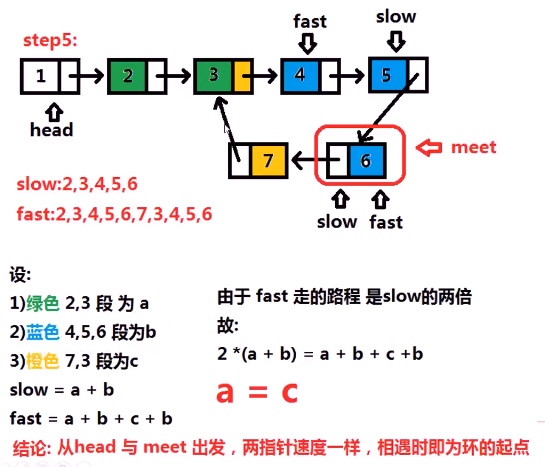 step5:
fast
slow
1
2
3
4
5
head
7
6
meet
slow
fast
slow:2,3,4,5,6
fast:2,3,4,5,6,7,3,4,5,6
设:
1)绿色 2,3 段 为 a
2)蓝色 4,5,6 段为b
3)橙色 7,3 段为c
slow = a + b
fast = a + b + c + b
由于 fast 走的路程 是slow的两倍
故:
2 *(a + b) = a + b + c +b
a = c
结论: 从head 与 meet 出发，两指针速度一样，相遇时即为环的起点